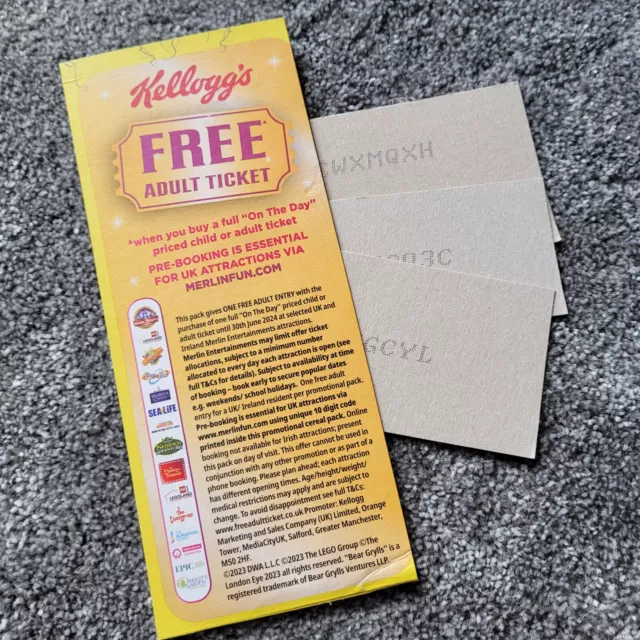 Kellogg's
FREE^
ADULT TICKET
^when you buy a full "On The Day"
priced child or adult ticket
PRE-BOOKING IS ESSENTIAL
FOR UK ATTRACTIONS VIA
MERLINFUN.COM
This pack gives ONE FREE ADULT ENTRY with the
purchase of one full "On The Day" priced child or
adult ticket until 30th June 2024 at selected UK and
Ireland Merlin Entertainments attractions.
Merlin Entertainments may limit offer ticket
allocations, subject to a minimum number
allocated to every day each attraction is open (see
full T&Cs for details). Subject to availability at time
of booking - book early to secure popular dates
e.g. weekends/ school holidays. One free adult
entry for a UK/ Ireland resident per promotional pack.
Pre-booking is essential for UK attractions via
www.merlinfun.com using unique 10 digit code
printed inside this promotional cereal pack. Online
booking not available for Irish attractions; present
this pack on day of visit. This offer cannot be used in
conjunction with any other promotion or as part of a
phone booking. Please plan ahead; each attraction
has different opening times. Age/height/weight/
medical restrictions may apply and are subject to
change. To avoid disappointment see full T&Cs:
www.freeadultticket.co.uk Promoter: Kellogg
Marketing and Sales Company (UK) Limited, Orange
Tower, MediaCityUK, Salford, Greater Manchester,
M50 2HF.
©2023 DWA L.L.C ©2023 The LEGO Group ©The
London Eye 2023 all rights reserved. "Bear Grylls" is a
registered trademark of Bear Grylls Ventures LLP.
SEA LIFE
EPIC
WXMQXH
3C
GCYL